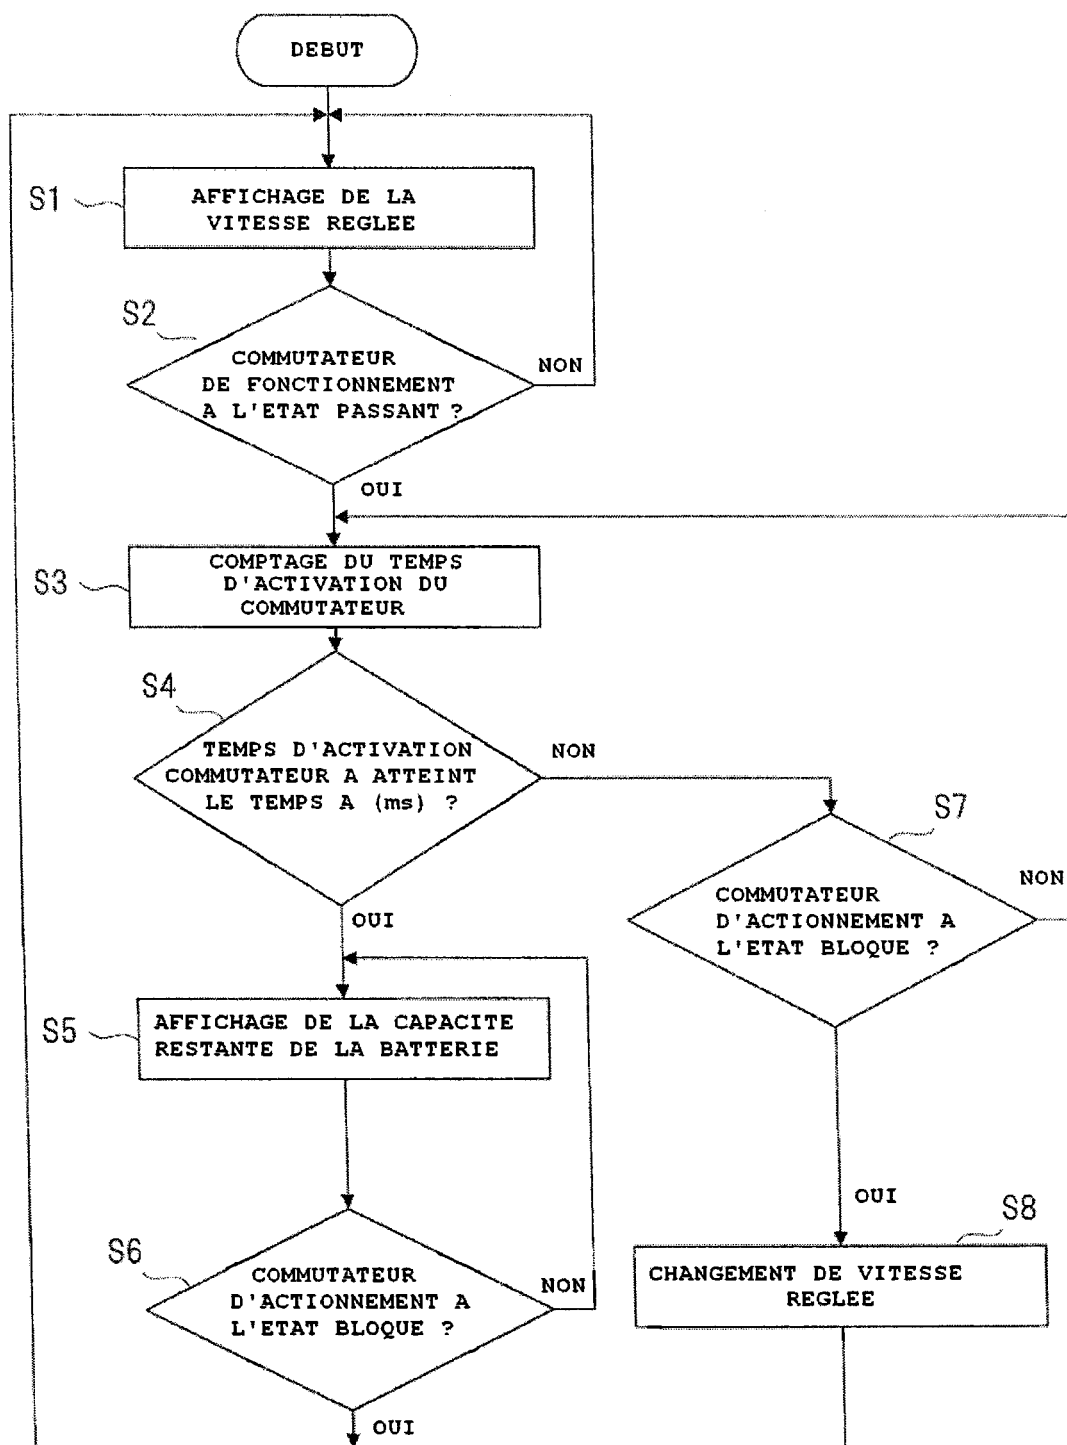 DEBUT
S1
AFFICHAGE DE LA
VITESSE REGLEE
S2
COMMUTATEUR
DE FONCTIONNEMENT
A L'ETAT PASSANT ?
NON
OUI
S3
COMPTAGE DU TEMPS
D'ACTIVATION DU
COMMUTATEUR
S4
TEMPS D'ACTIVATION
COMMUTATEUR A ATTEINT
LE TEMPS A (ms) ?
NON
OUI
S7
COMMUTATEUR
D'ACTIONNEMENT A
L'ETAT BLOQUE ?
NON
OUI
S5
AFFICHAGE DE LA CAPACITE
RESTANTE DE LA BATTERIE
S6
COMMUTATEUR
D'ACTIONNEMENT A
L'ETAT BLOQUE ?
NON
OUI
S8
CHANGEMENT DE VITESSE
REGLEE